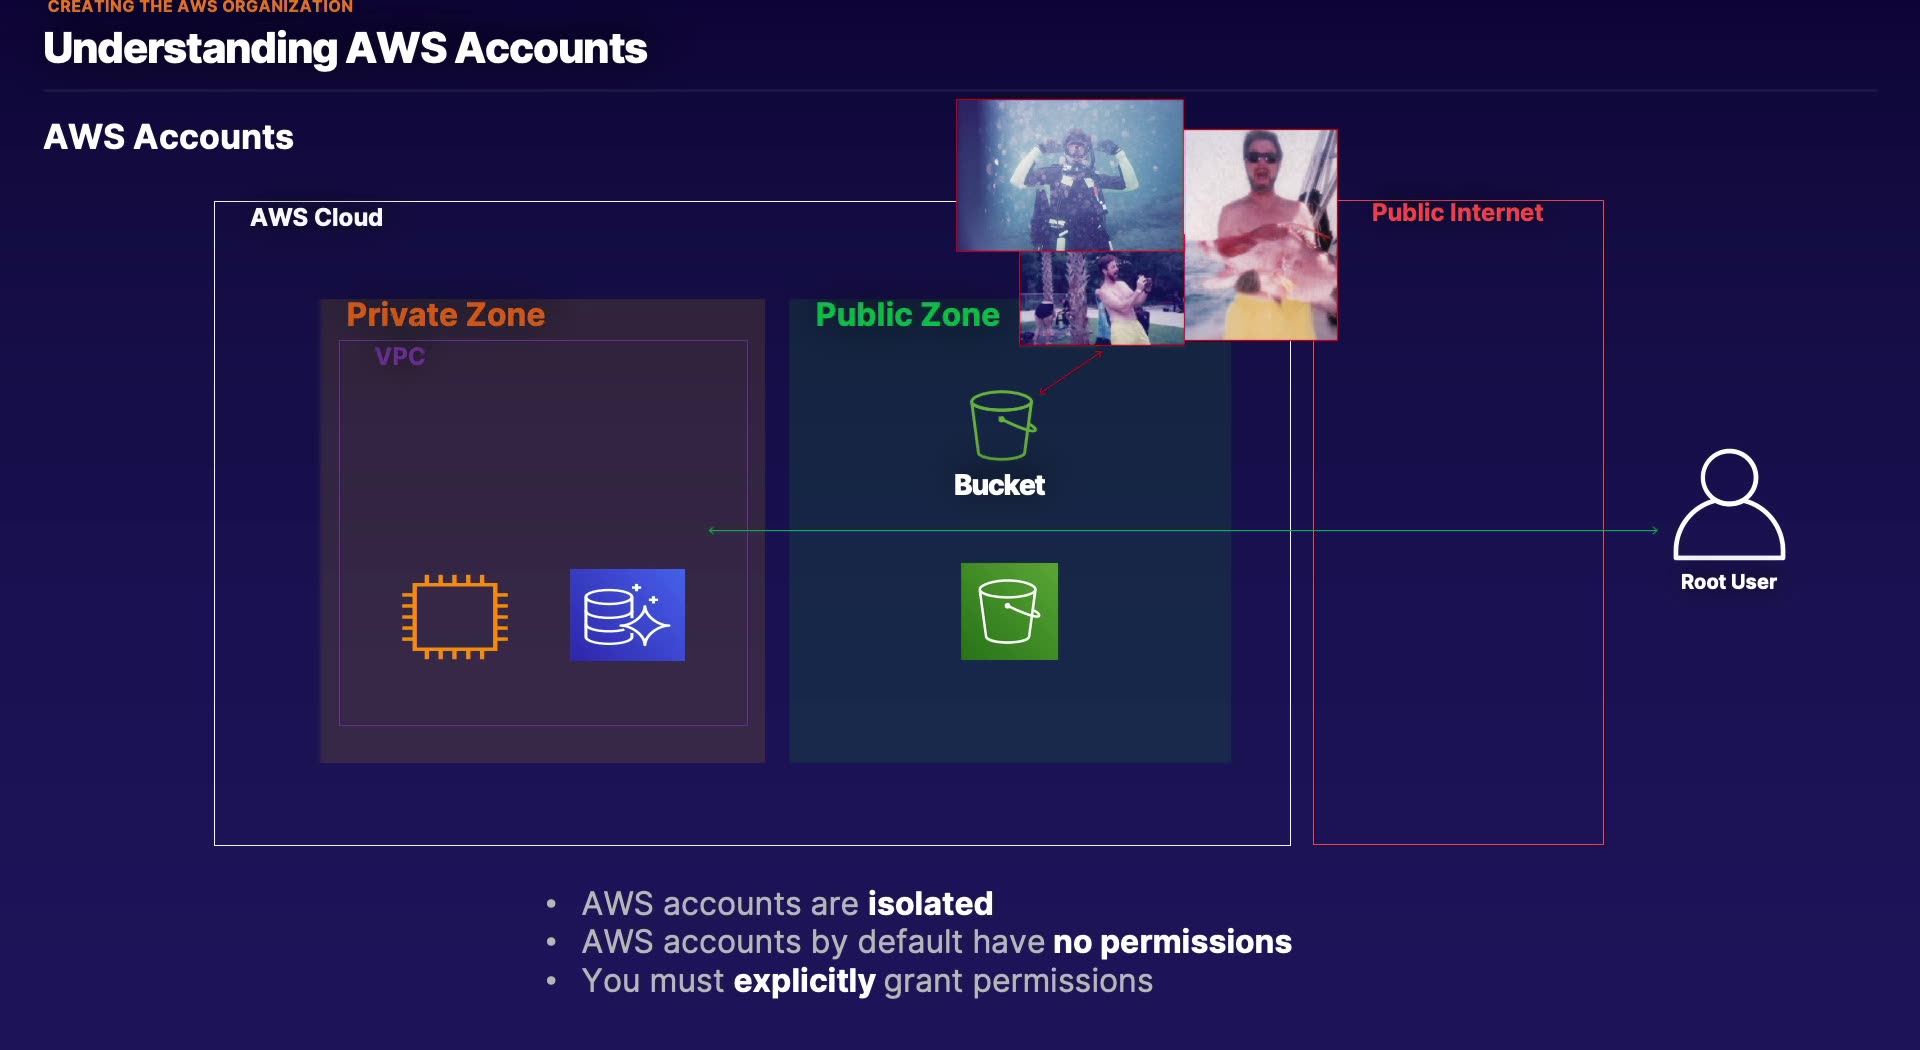 CREATING THE AWS ORGANIZATION
Understanding AWS Accounts
AWS Accounts
AWS Cloud
Public Internet
Private Zone
Public Zone
VPC
Bucket
Root User
• AWS accounts are isolated
• AWS accounts by default have no permissions
• You must explicitly grant permissions